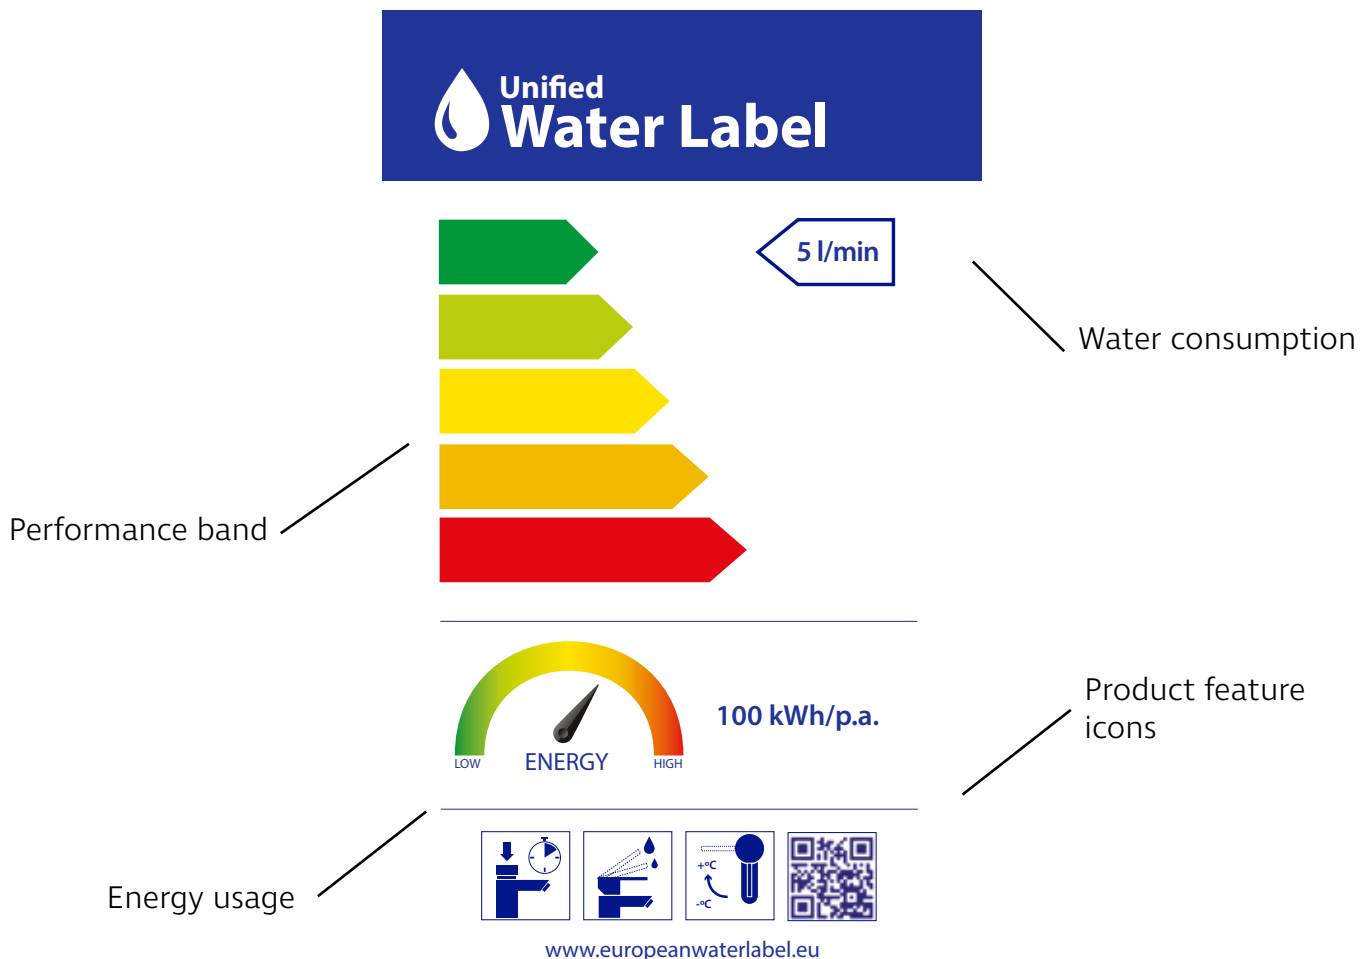 Unified
Water Label
5 l/min
Water consumption
Performance band
100 kWh/p.a.
LOW
ENERGY
HIGH
Product feature
icons
+ºC
-ºC
Energy usage
www.europeanwaterlabel.eu